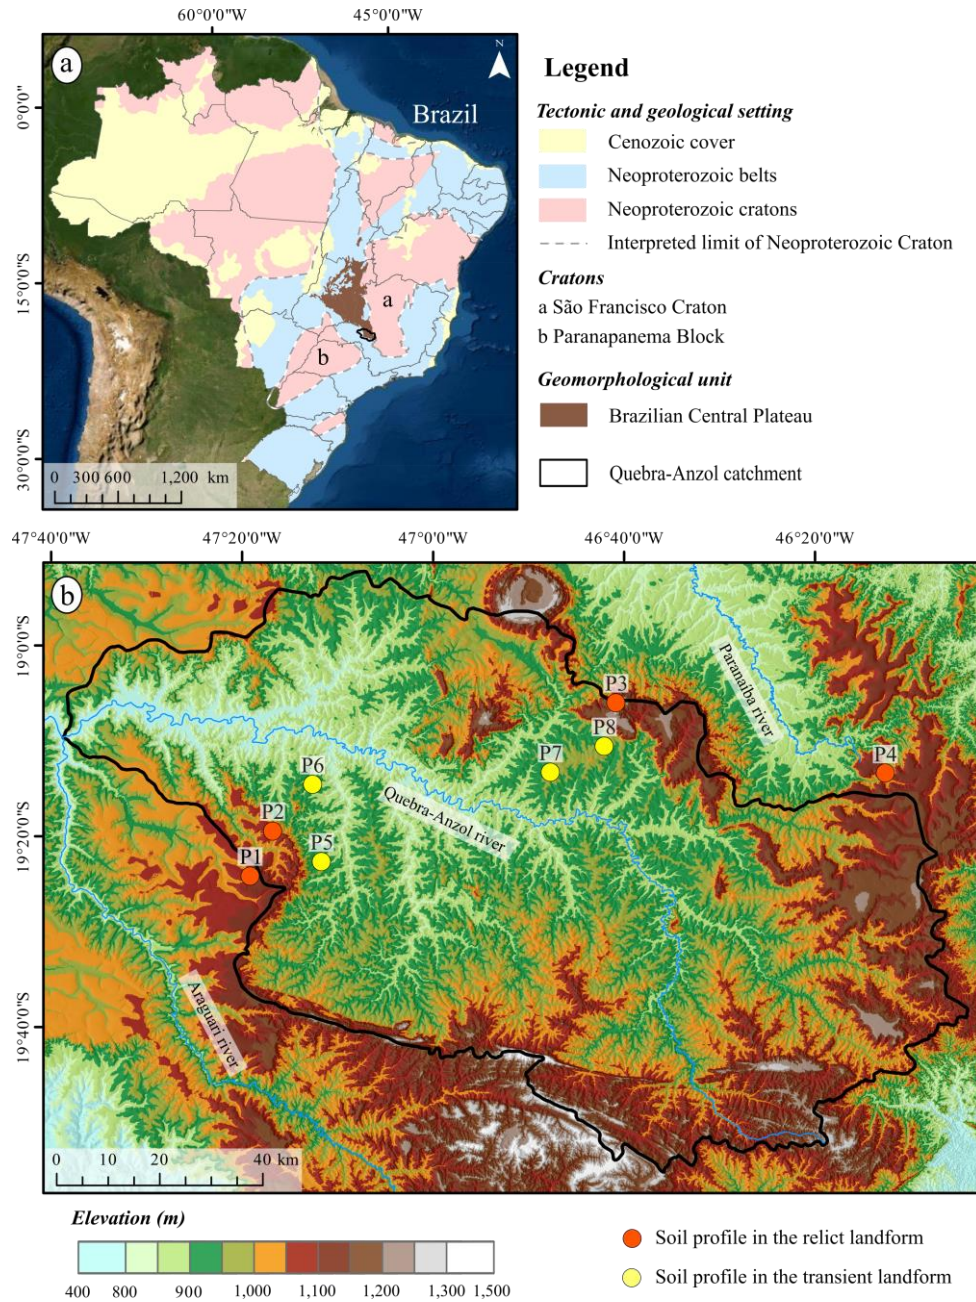 60°0'0"W 45°0'0"W
a
N
Brazil
0°0'0"
15°0'0"S
30°0'0"S
a
b
0 300 600 1,200 km
Legend
Tectonic and geological setting
Cenozoic cover
Neoproterozoic belts
Neoproterozoic cratons
Interpreted limit of Neoproterozoic Craton
Cratons
a São Francisco Craton
b Paranapanema Block
Geomorphological unit
Brazilian Central Plateau
Quebra-Anzol catchment
47°40'0"W 47°20'0"W 47°0'0"W 46°40'0"W 46°20'0"W
b
19°0'0"S
19°20'0"S
19°40'0"S
Paranaiba river
P3
P8
P4
P7
P6
Quebra-Anzol river
P2
P5
P1
Araguari river
0 10 20 40 km
Elevation (m)
400 800 900 1,000 1,100 1,200 1,300 1,500
Soil profile in the relict landform
Soil profile in the transient landform